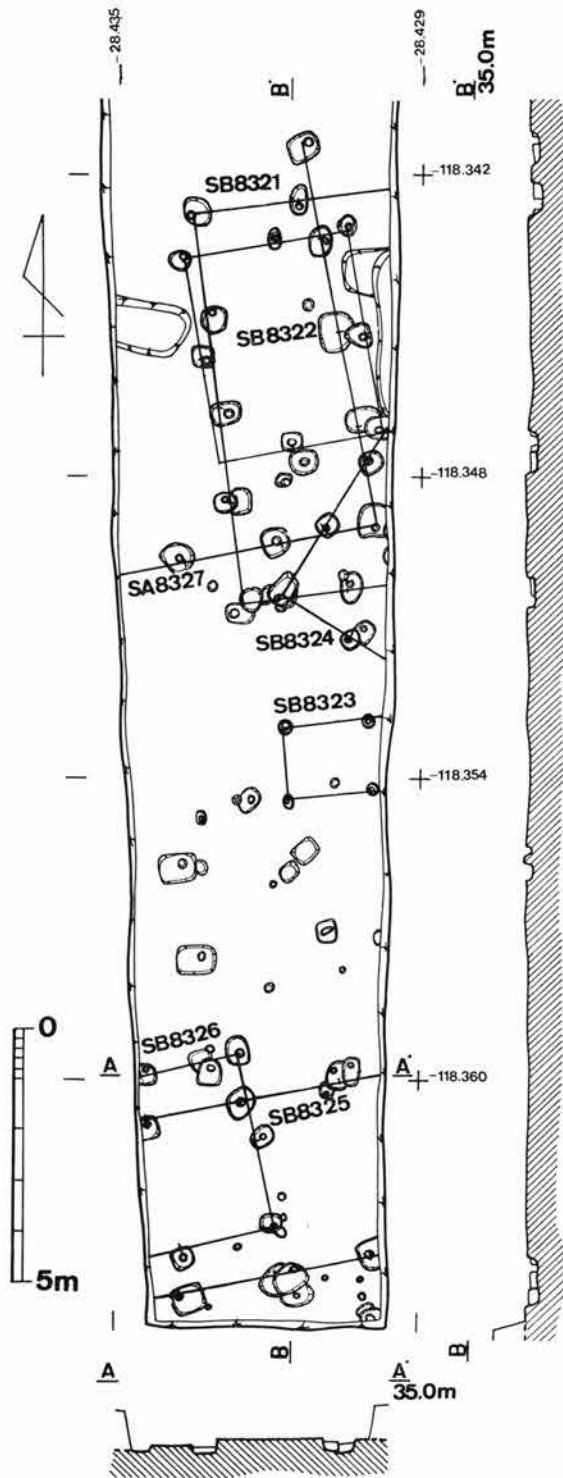 -28.435
-28.429
B
B'
B'
35.0m
-118.342
SB8321
SB8322
-118.348
SA8327
SB8324
SB8323
-118.354
0
SB8326
A
A'
-118.360
SB8325
5m
B
B
A
A'
35.0m